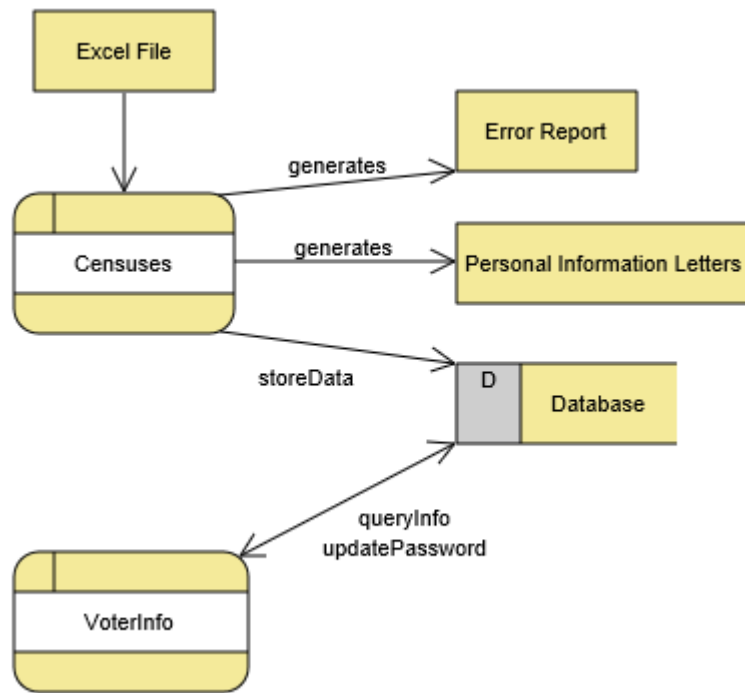 Excel File
Error Report
generates
Censuses
generates
Personal Information Letters
storeData
D
Database
queryInfo
updatePassword
VoterInfo